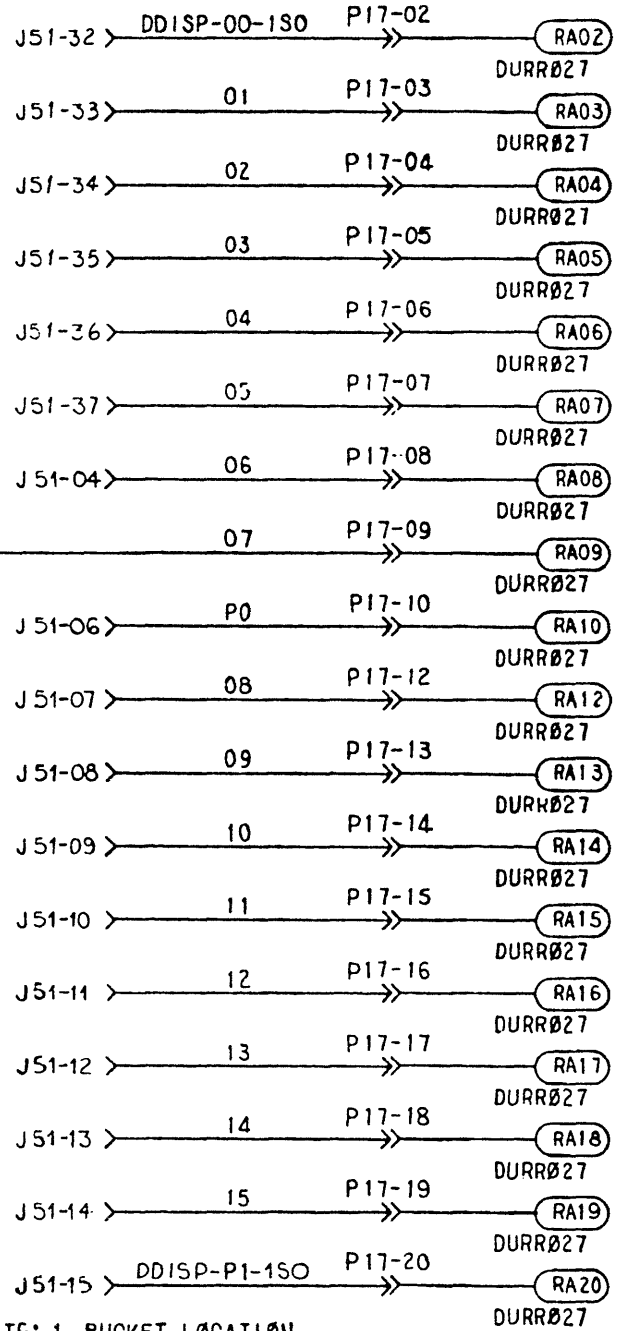 J51-32 DDISP-00-1S0 P17-02 RA02
DURRØ27
J51-33 01 P17-03 RA03
DURRØ27
J51-34 02 P17-04 RA04
DURRØ27
J51-35 03 P17-05 RA05
DURRØ27
J51-36 04 P17-06 RA06
DURRØ27
J51-37 05 P17-07 RA07
DURRØ27
J51-04 06 P17-08 RA08
DURRØ27
07 P17-09 RA09
DURRØ27
J51-06 P0 P17-10 RA10
DURRØ27
J51-07 08 P17-12 RA12
DURRØ27
J51-08 09 P17-13 RA13
DURRØ27
J51-09 10 P17-14 RA14
DURRØ27
J51-10 11 P17-15 RA15
DURRØ27
J51-11 12 P17-16 RA16
DURRØ27
J51-12 13 P17-17 RA17
DURRØ27
J51-13 14 P17-18 RA18
DURRØ27
J51-14 15 P17-19 RA19
DURRØ27
J51-15 DDISP-P1-1S0 P17-20 RA20
DURRØ27